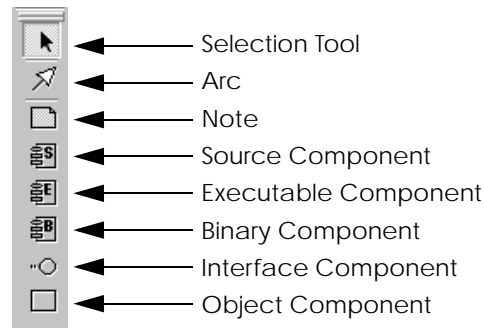 Selection Tool
Arc
Note
S Source Component
E Executable Component
B Binary Component
Interface Component
Object Component